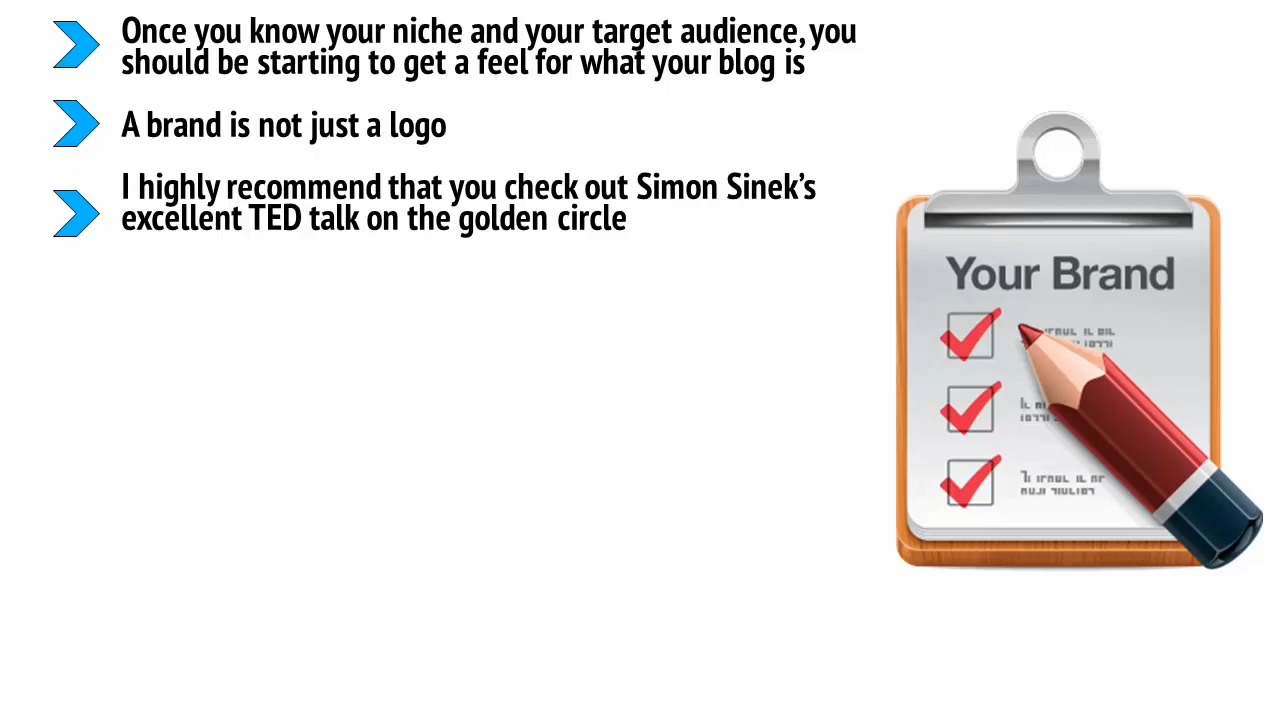 Once you know your niche and your target audience, you
should be starting to get a feel for what your blog is
A brand is not just a logo
I highly recommend that you check out Simon Sinek's
excellent TED talk on the golden circle
Your Brand